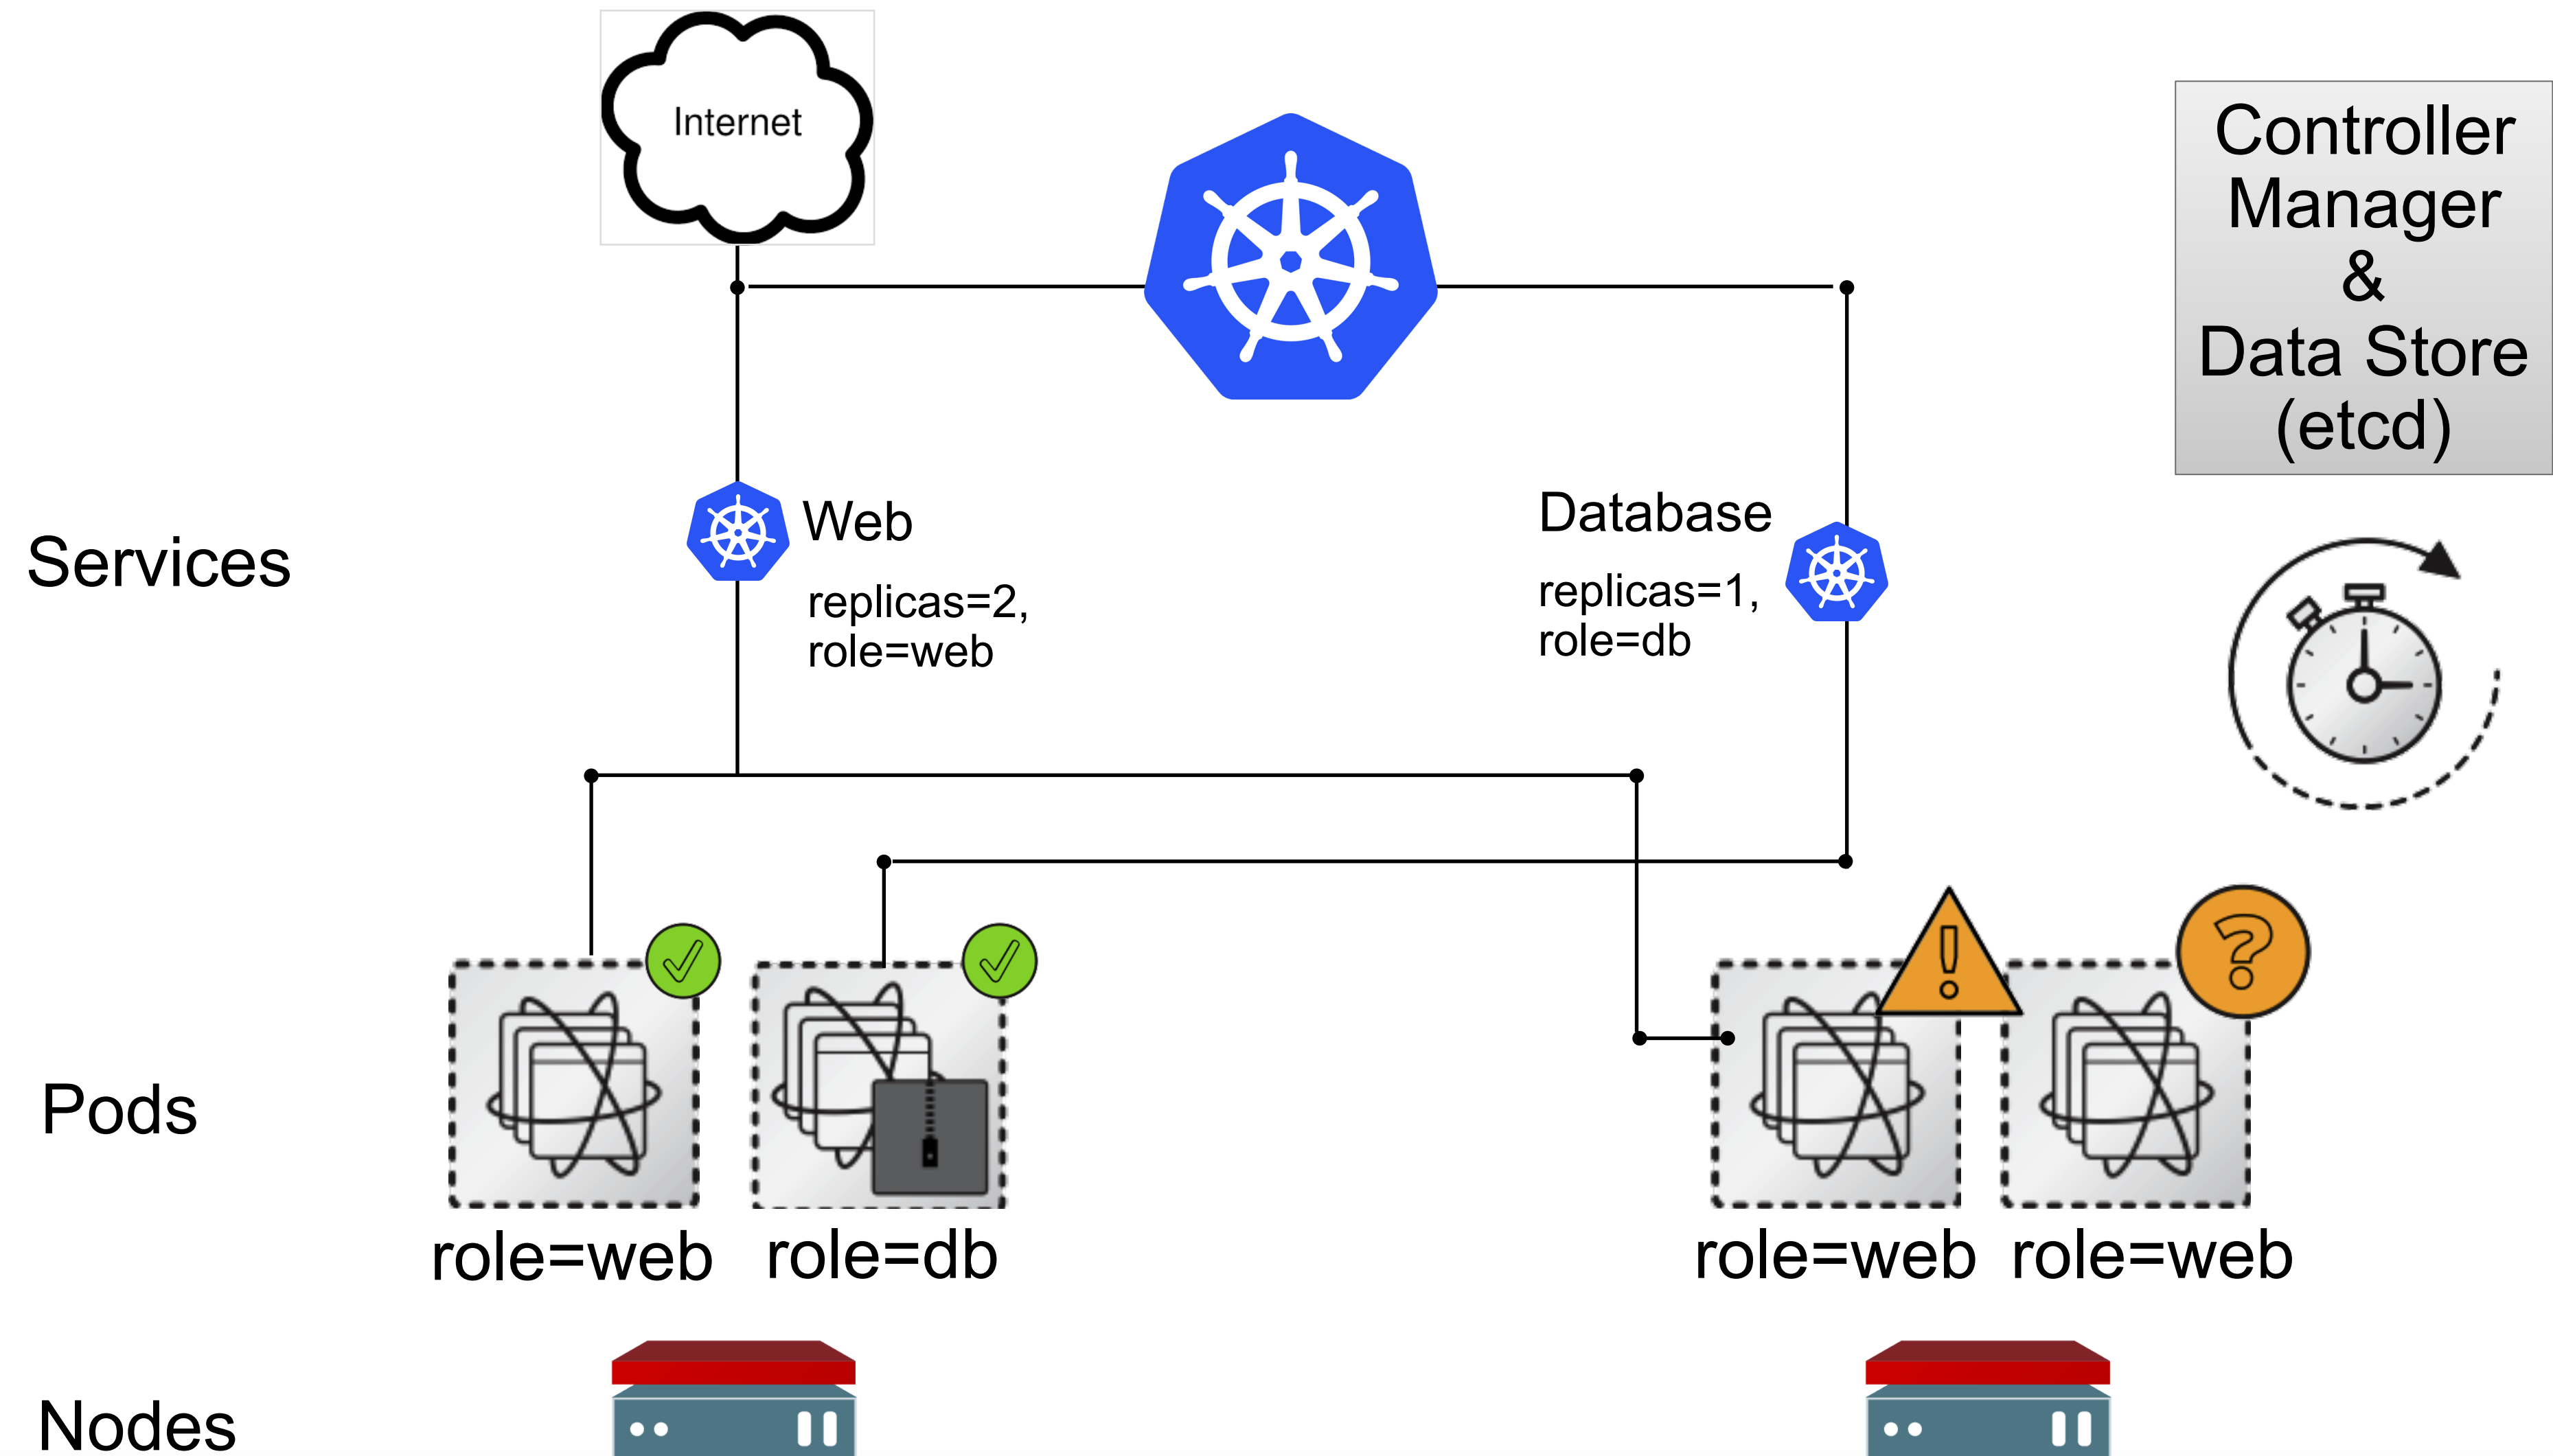 Internet
Controller
Manager
&
Data Store
(etcd)
Services
Web
replicas=2,
role=web
Database
replicas=1,
role=db
Pods
role=web
role=db
role=web
role=web
Nodes